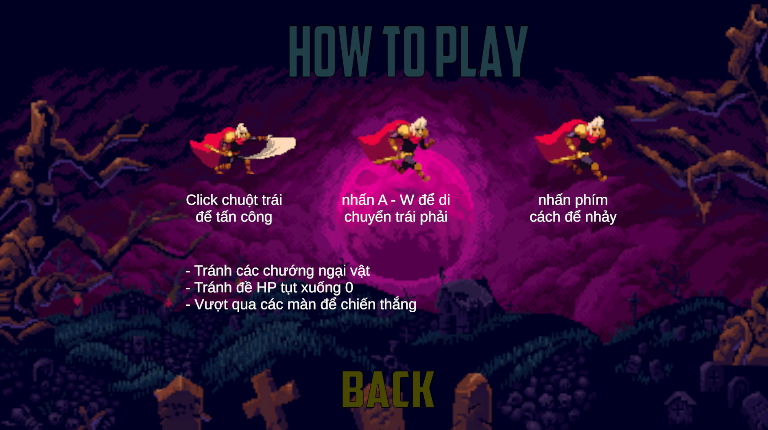 HOW TO PLAY
Click chuột trái
để tấn công
nhấn A - W để di
chuyển trái phải
nhấn phím
cách để nhảy
- Tránh các chướng ngại vật
- Tránh đề HP tụt xuống 0
- Vượt qua các màn để chiến thắng
BACK